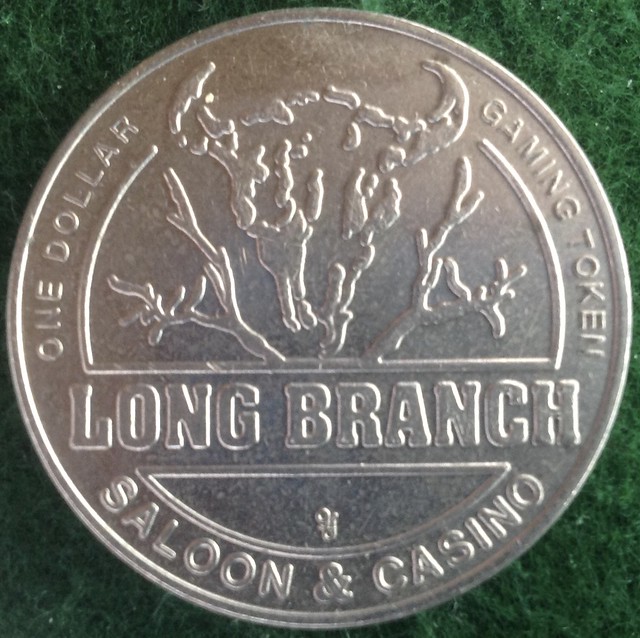 ONE DOLLAR
GAMING TOKEN
LONG BRANCH
SALOON & CASINO